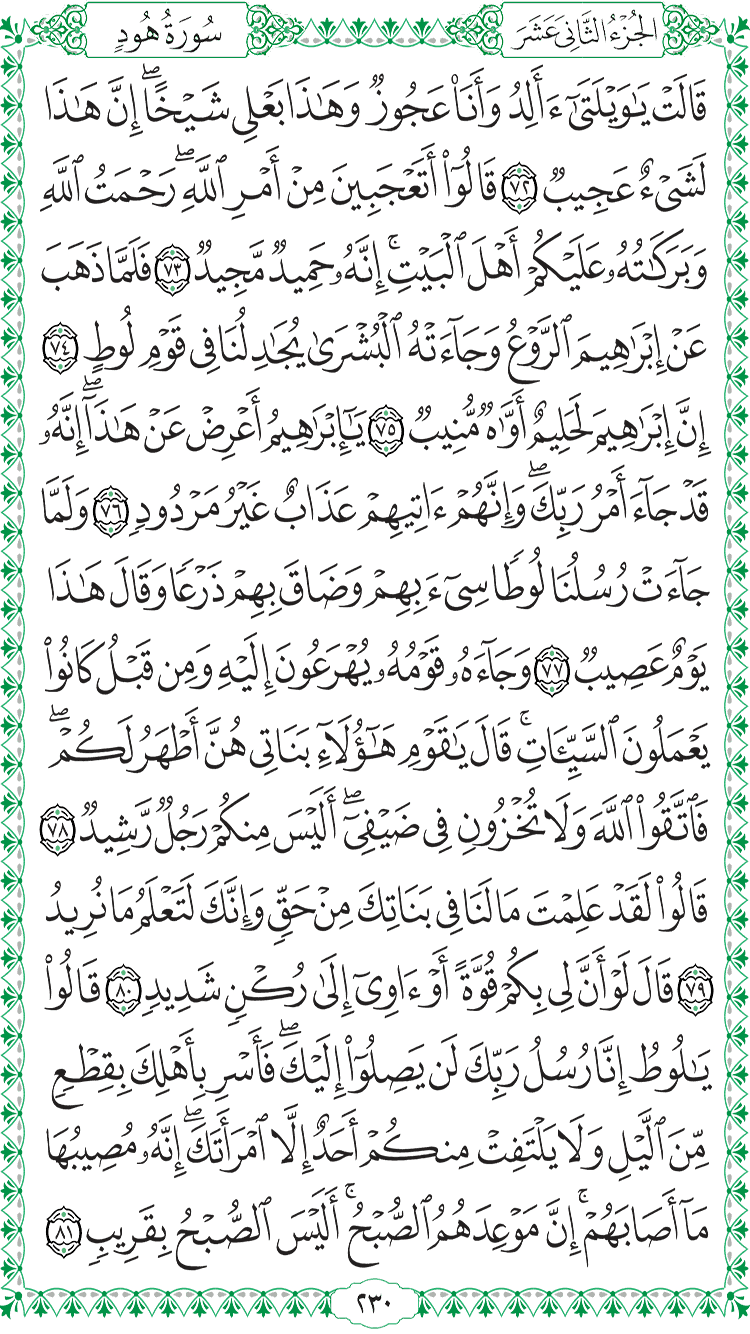 الجُزْءُ الثَّانِيَ عَشَرَ
سُورَةُ هُودٍ
قَالَتْ يَٰوَيْلَتَىٰٓ ءَأَلِدُ وَأَنَا۠ عَجُوزٌ وَهَٰذَا بَعْلِى شَيْخًا ۖ إِنَّ هَٰذَا
لَشَىْءٌ عَجِيبٌ ٧٢ قَالُوٓا۟ أَتَعْجَبِينَ مِنْ أَمْرِ ٱللَّهِ ۖ رَحْمَتُ ٱللَّهِ
وَبَرَكَٰتُهُۥ عَلَيْكُمْ أَهْلَ ٱلْبَيْتِ ۚ إِنَّهُۥ حَمِيدٌ مَّجِيدٌ ٧٣ فَلَمَّا ذَهَبَ
عَنْ إِبْرَٰهِيمَ ٱلرَّوْعُ وَجَآءَتْهُ ٱلْبُشْرَىٰ يُجَٰدِلُنَا فِى قَوْمِ لُوطٍ ٧٤
إِنَّ إِبْرَٰهِيمَ لَحَلِيمٌ أَوَّٰهٌ مُّنِيبٌ ٧٥ يَٰٓإِبْرَٰهِيمُ أَعْرِضْ عَنْ هَٰذَآ ۖ إِنَّهُۥ
قَدْ جَآءَ أَمْرُ رَبِّكَ ۖ وَإِنَّهُمْ ءَاتِيهِمْ عَذَابٌ غَيْرُ مَرْدُودٍ ٧٦ وَلَمَّا
جَآءَتْ رُسُلُنَا لُوطًا سِىٓءَ بِهِمْ وَضَاقَ بِهِمْ ذَرْعًا وَقَالَ هَٰذَا
يَوْمٌ عَصِيبٌ ٧٧ وَجَآءَهُۥ قَوْمُهُۥ يُهْرَعُونَ إِلَيْهِ وَمِن قَبْلُ كَانُوا۟
يَعْمَلُونَ ٱلسَّيِّـَٔاتِ ۚ قَالَ يَٰقَوْمِ هَٰٓؤُلَآءِ بَنَاتِى هُنَّ أَطْهَرُ لَكُمْ ۖ
فَٱتَّقُوا۟ ٱللَّهَ وَلَا تُخْزُونِ فِى ضَيْفِىٓ ۖ أَلَيْسَ مِنكُمْ رَجُلٌ رَّشِيدٌ ٧٨
قَالُوا۟ لَقَدْ عَلِمْتَ مَا لَنَا فِى بَنَاتِكَ مِنْ حَقٍّ وَإِنَّكَ لَتَعْلَمُ مَا نُرِيدُ
٧٩ قَالَ لَوْ أَنَّ لِى بِكُمْ قُوَّةً أَوْ ءَاوِىٓ إِلَىٰ رُكْنٍ شَدِيدٍ ٨٠ قَالُوا۟
يَٰلُوطُ إِنَّا رُسُلُ رَبِّكَ لَن يَصِلُوٓا۟ إِلَيْكَ ۖ فَأَسْرِ بِأَهْلِكَ بِقِطْعٍ
مِّنَ ٱلَّيْلِ وَلَا يَلْتَفِتْ مِنكُمْ أَحَدٌ إِلَّا ٱمْرَأَتَكَ ۖ إِنَّهُۥ مُصِيبُهَا
مَآ أَصَابَهُمْ ۚ إِنَّ مَوْعِدَهُمُ ٱلصُّبْحُ ۚ أَلَيْسَ ٱلصُّبْحُ بِقَرِيبٍ ٨١
٢٣٠